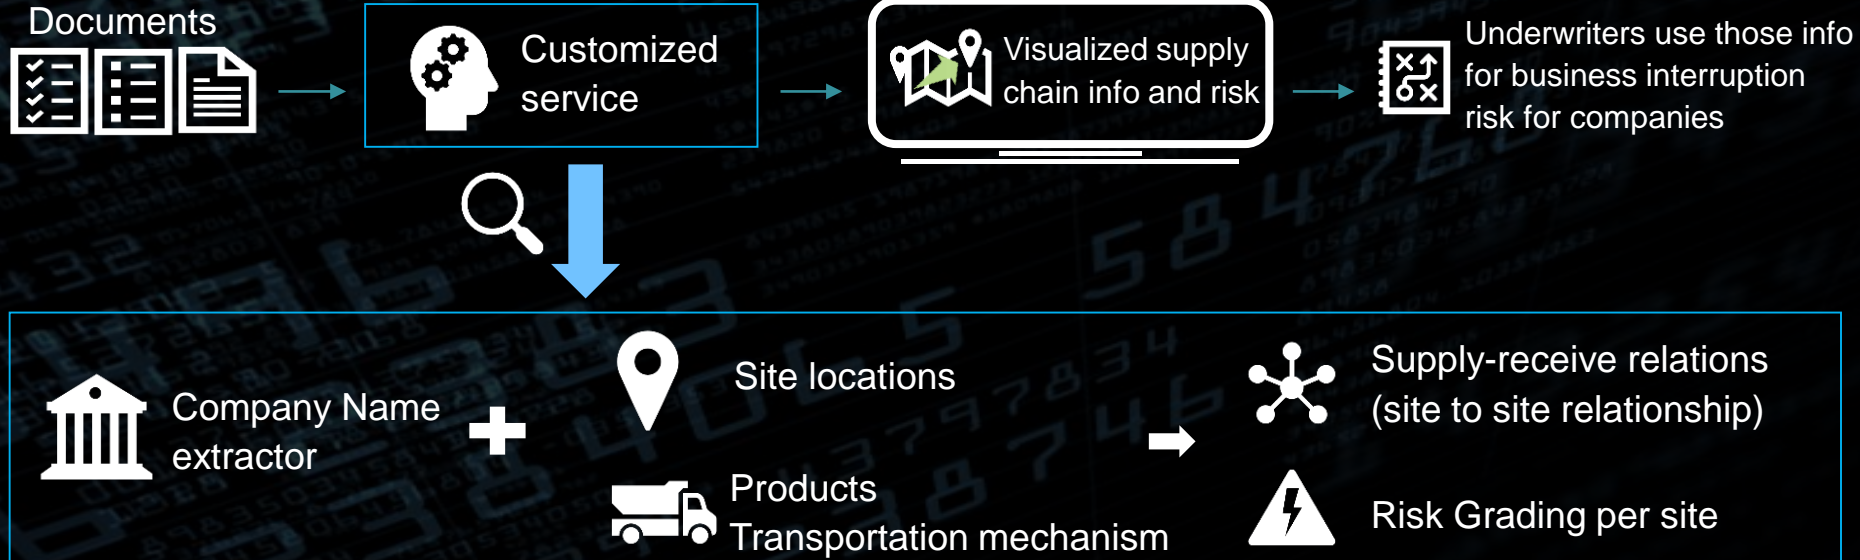 Documents
Customized
service
Visualized supply
chain info and risk
Underwriters use those info
for business interruption
risk for companies
Company Name
extractor
Site locations
Products
Transportation mechanism
Supply-receive relations
(site to site relationship)
Risk Grading per site